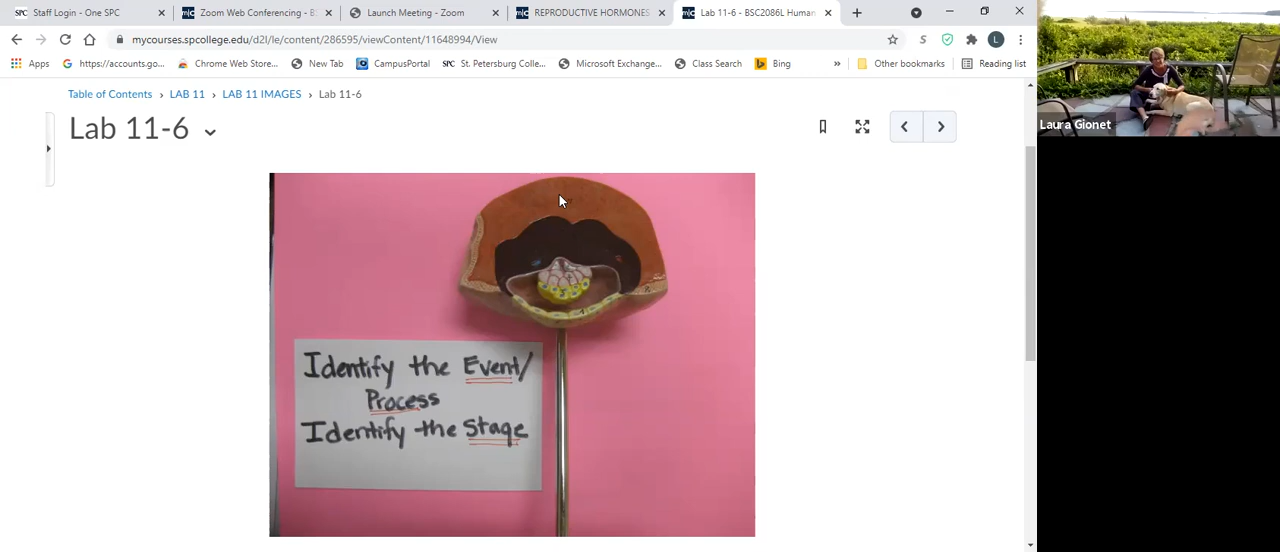 Staff Login - One SPC
Zoom Web Conferencing - BS
Launch Meeting - Zoom
REPRODUCTIVE HORMONES
Lab 11-6 - BSC2086L Human
mycourses.spcollege.edu/d2l/le/content/286595/viewContent/11648994/View
Apps
https://accounts.go...
Chrome Web Store...
New Tab
CampusPortal
SPC St. Petersburg Colle...
Microsoft Exchange...
Class Search
Bing
»
Other bookmarks
Reading list
Table of Contents › LAB 11 › LAB 11 IMAGES › Lab 11-6
Lab 11-6
Identify the Event/
Process
Identify the Stage
Laura Gionet